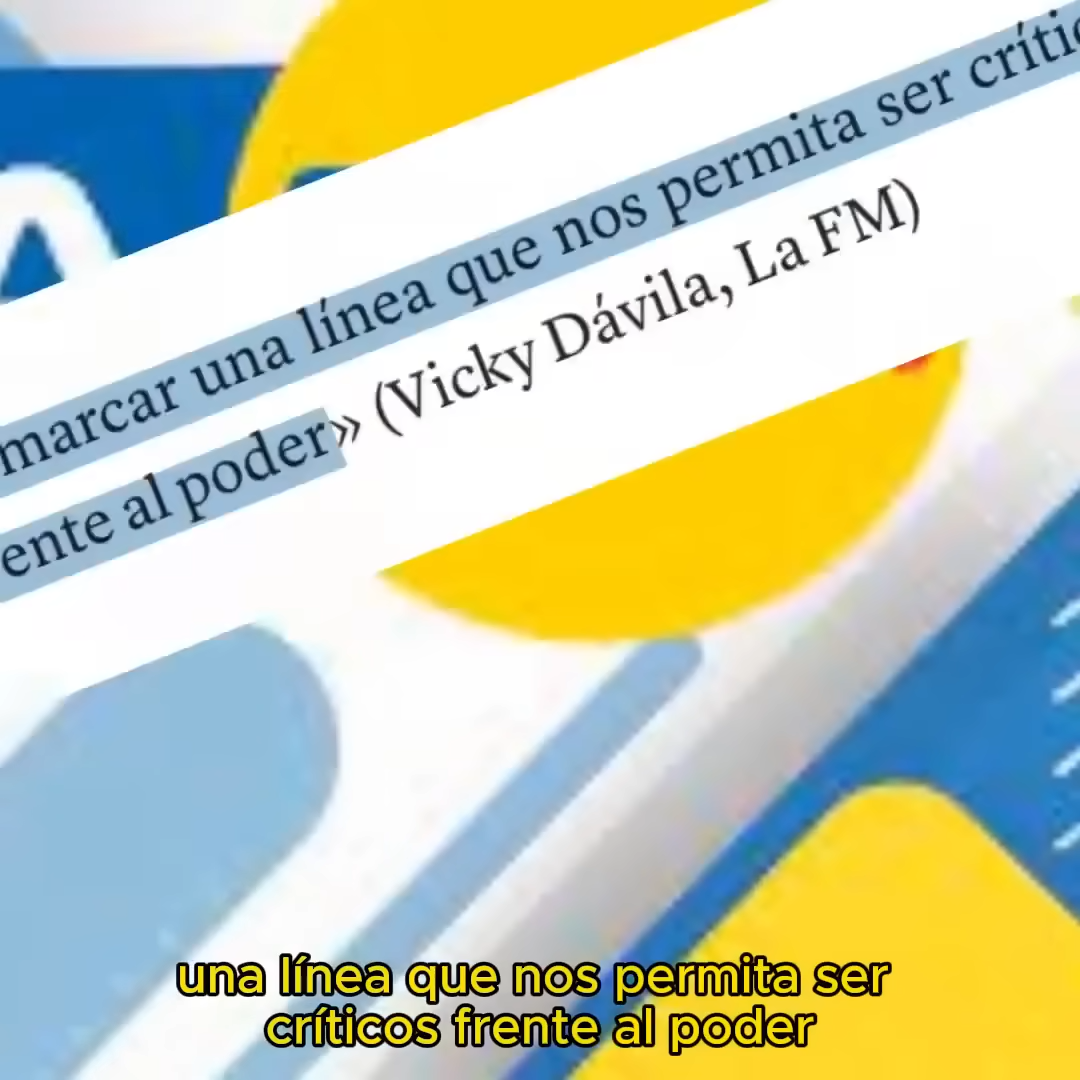 marcar una línea que nos permita ser críti
ente al poder» (Vicky Dávila, La FM)
una línea que nos permita ser
críticos frente al poder